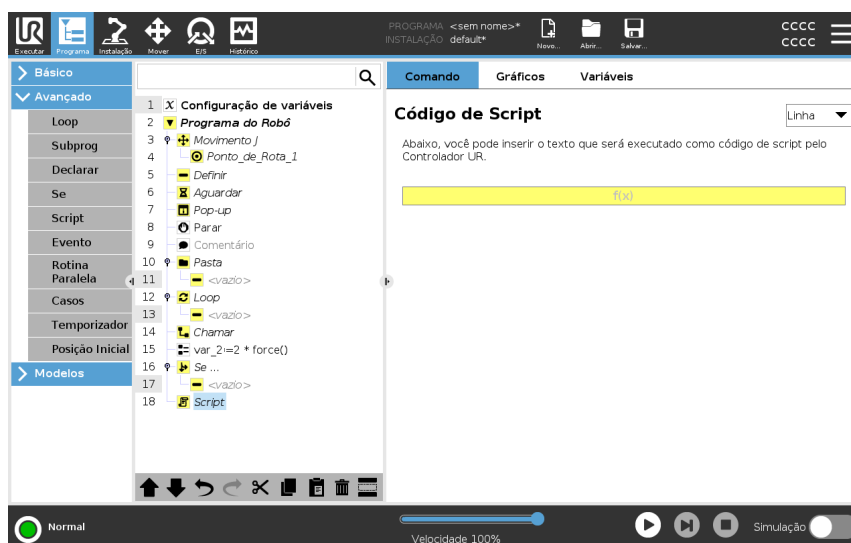 UR
Executar
Programa
Instalação
Mover
E/S
Histórico
PROGRAMA <sem nome>*
INSTALAÇÃO default*
Novo...
Abrir...
Salvar...
cccc
cccc
Básico
Avançado
Loop
Subprog
Declarar
Se
Script
Evento
Rotina
Paralela
Casos
Temporizador
Posição Inicial
Modelos
1 X Configuração de variáveis
2 Programa do Robô
3 Movimento J
4 Ponto_de_Rota_1
5 Definir
6 Aguardar
7 Pop-up
8 Parar
9 Comentário
10 Pasta
11 <vazio>
12 Loop
13 <vazio>
14 Chamar
15 var_2≔2 * force()
16 Se ...
17 <vazio>
18 Script
Comando Gráficos Variáveis
Código de Script
Linha
Abaixo, você pode inserir o texto que será executado como código de script pelo
Controlador UR.
f(x)
Normal
Velocidade 100%
Simulação